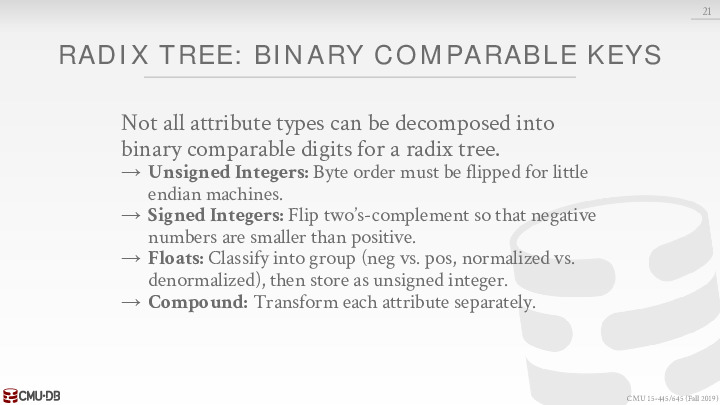 21
RADIX TREE: BINARY COMPARABLE KEYS
Not all attribute types can be decomposed into
binary comparable digits for a radix tree.
→ Unsigned Integers: Byte order must be flipped for little
endian machines.
→ Signed Integers: Flip two’s-complement so that negative
numbers are smaller than positive.
→ Floats: Classify into group (neg vs. pos, normalized vs.
denormalized), then store as unsigned integer.
→ Compound: Transform each attribute separately.
CMU·DB
CMU 15-445/645 (Fall 2019)